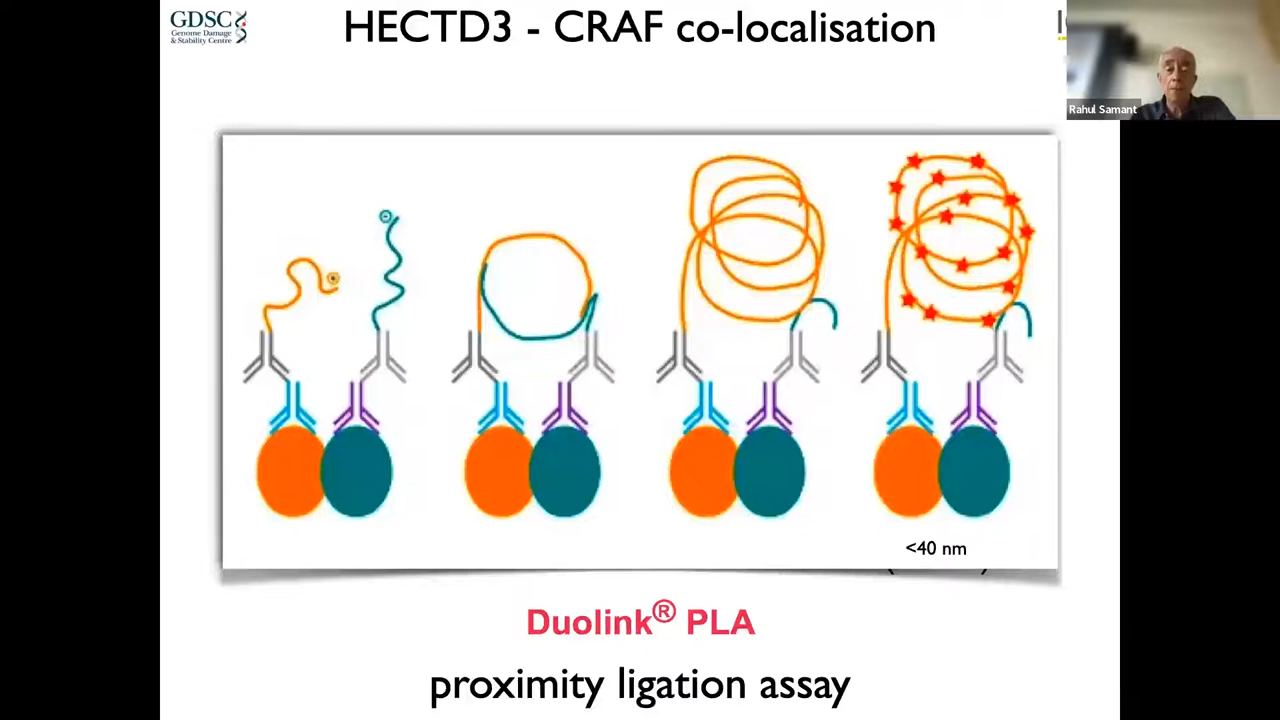 GDSC
Genome Damage
& Stability Centre
HECTD3 - CRAF co-localisation
Rahul Samant
<40 nm
Duolink® PLA
proximity ligation assay